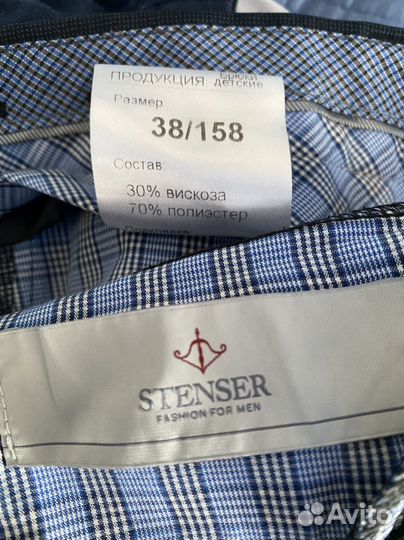 ПРОДУКЦИЯ: Брюки детские
Размер
38/158
Состав:
30% вискоза
70% полиэстер
STENSER
FASHION FOR MEN
Avito